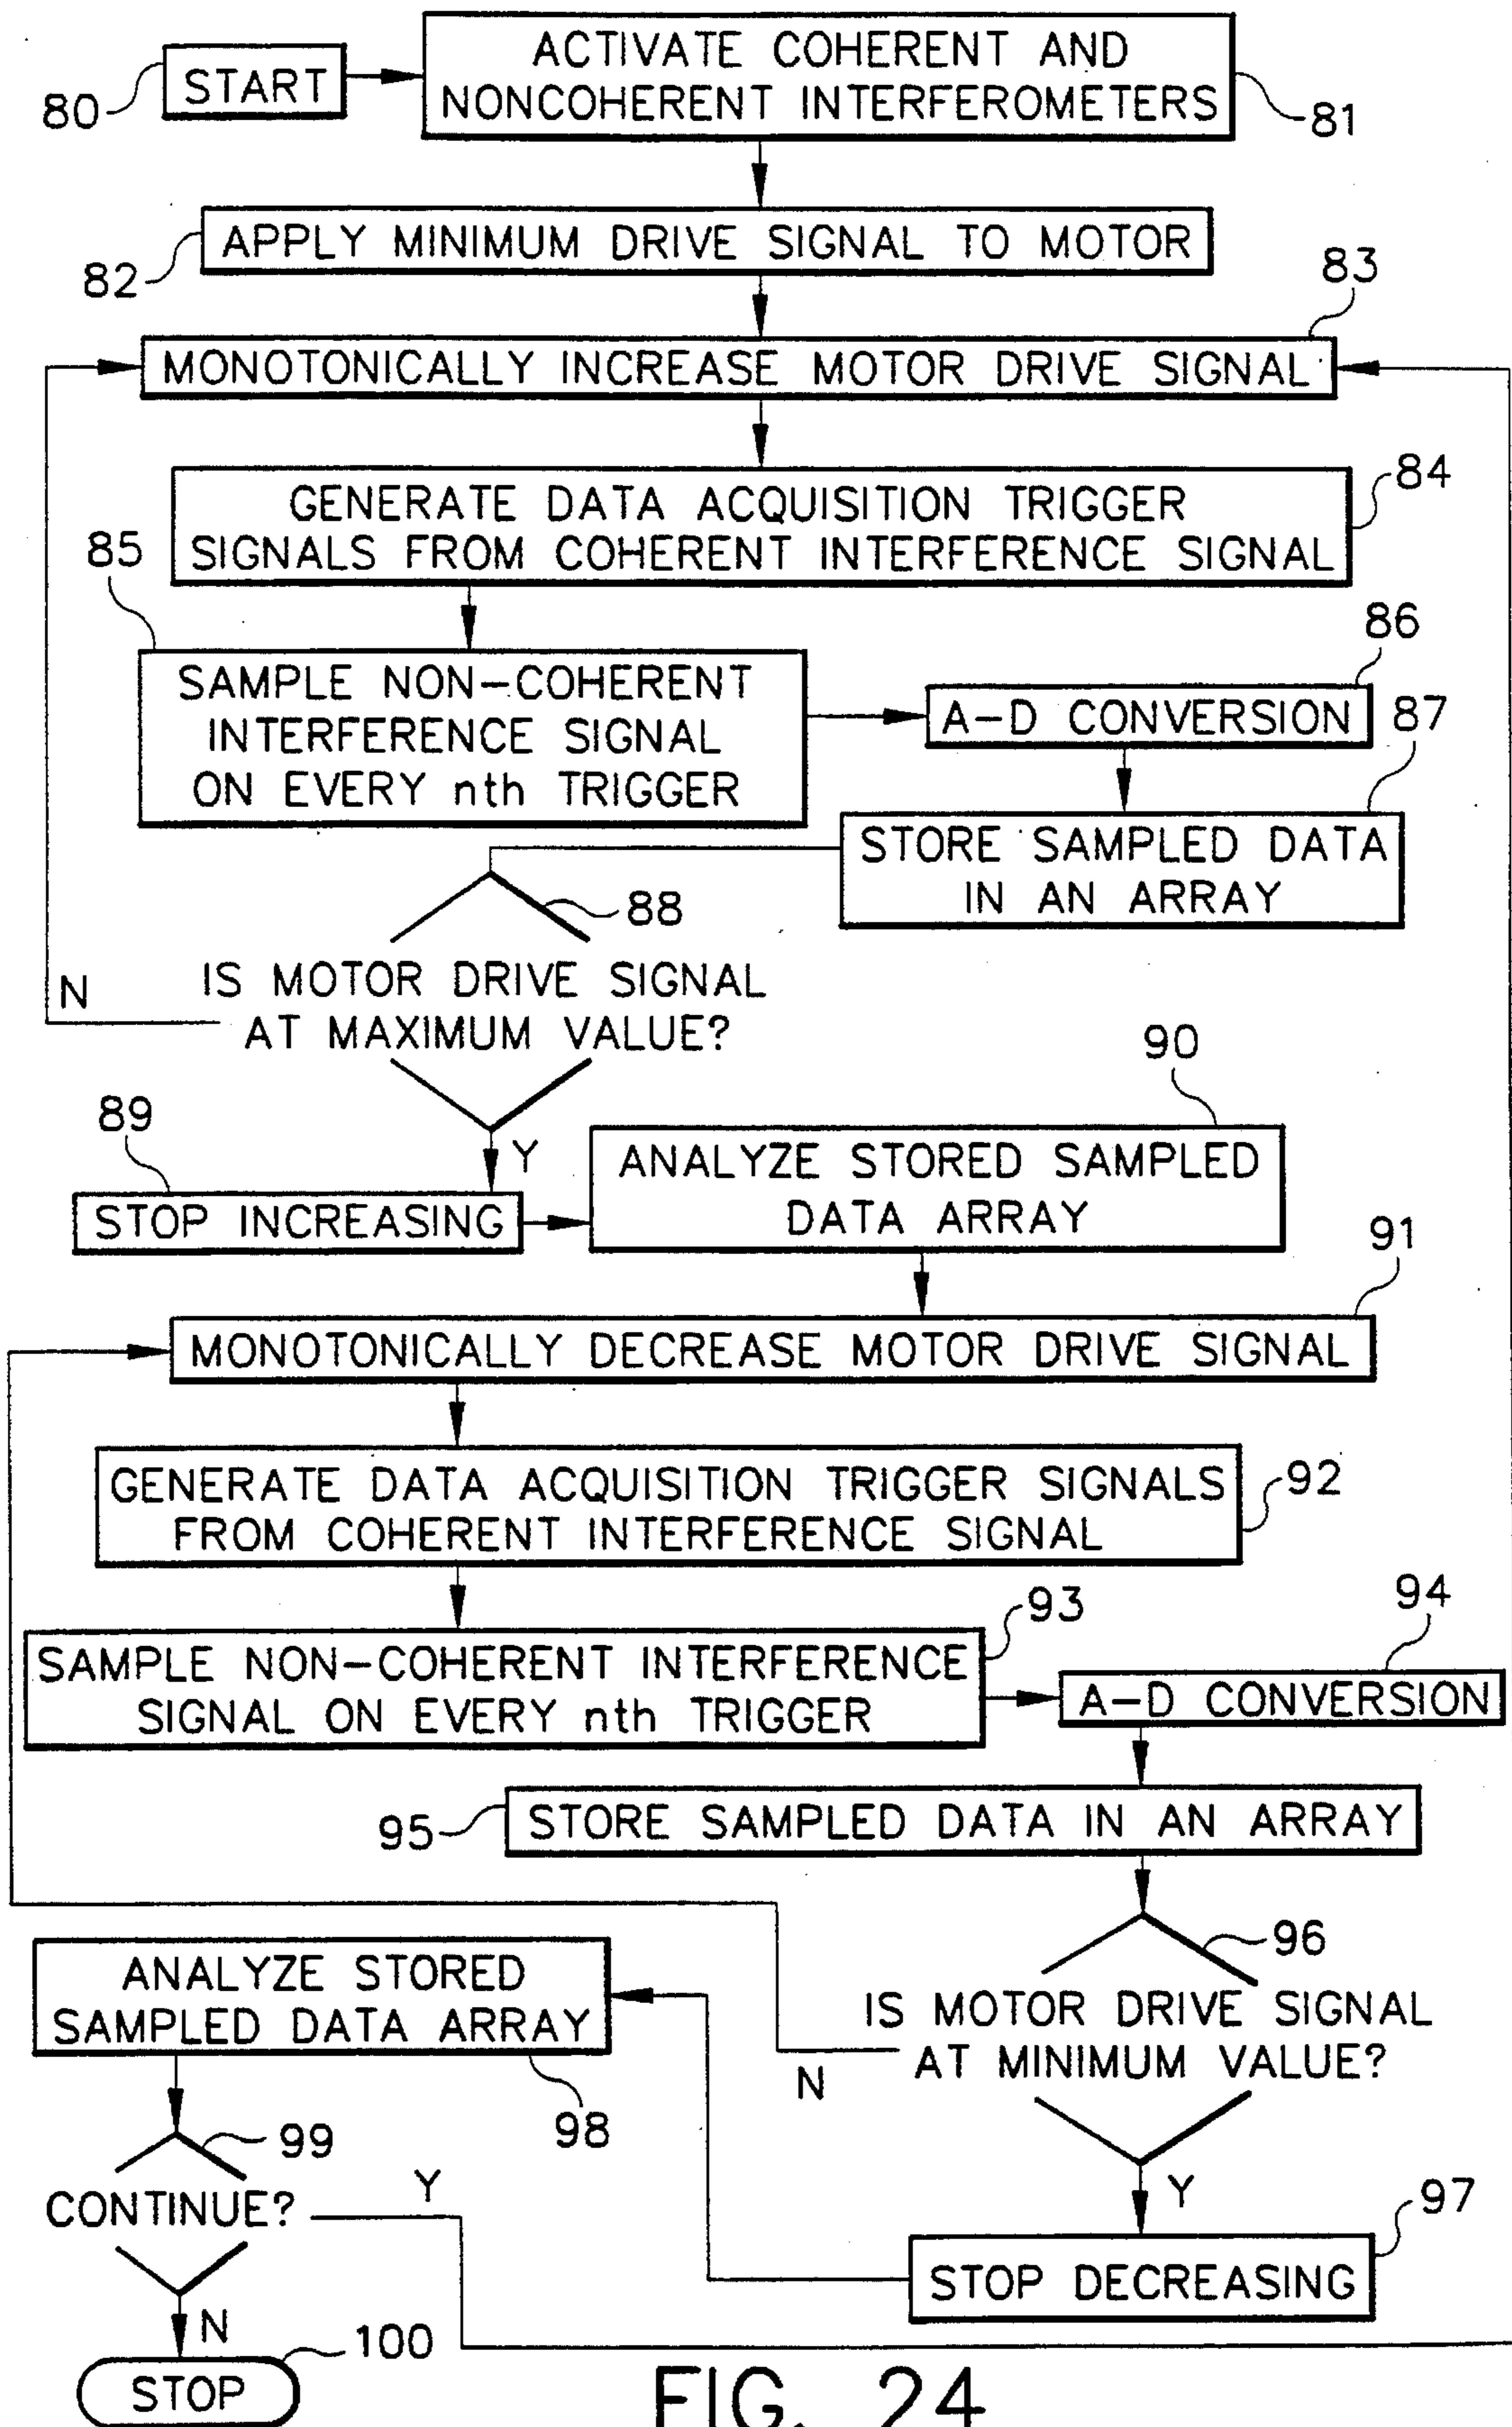 80
START
ACTIVATE COHERENT AND
NONCOHERENT INTERFEROMETERS
81
APPLY MINIMUM DRIVE SIGNAL TO MOTOR
82
83
MONOTONICALLY INCREASE MOTOR DRIVE SIGNAL
84
GENERATE DATA ACQUISITION TRIGGER
SIGNALS FROM COHERENT INTERFERENCE SIGNAL
85
86
SAMPLE NON-COHERENT
INTERFERENCE SIGNAL
ON EVERY nth TRIGGER
A-D CONVERSION
87
STORE SAMPLED DATA
IN AN ARRAY
88
N
IS MOTOR DRIVE SIGNAL
AT MAXIMUM VALUE?
90
89
Y
ANALYZE STORED SAMPLED
DATA ARRAY
STOP INCREASING
91
MONOTONICALLY DECREASE MOTOR DRIVE SIGNAL
GENERATE DATA ACQUISITION TRIGGER SIGNALS
FROM COHERENT INTERFERENCE SIGNAL
92
93
94
SAMPLE NON-COHERENT INTERFERENCE
SIGNAL ON EVERY nth TRIGGER
A-D CONVERSION
95
STORE SAMPLED DATA IN AN ARRAY
96
ANALYZE STORED
SAMPLED DATA ARRAY
IS MOTOR DRIVE SIGNAL
AT MINIMUM VALUE?
N
98
99
Y
Y
CONTINUE?
97
STOP DECREASING
N
100
STOP
FIG. 24